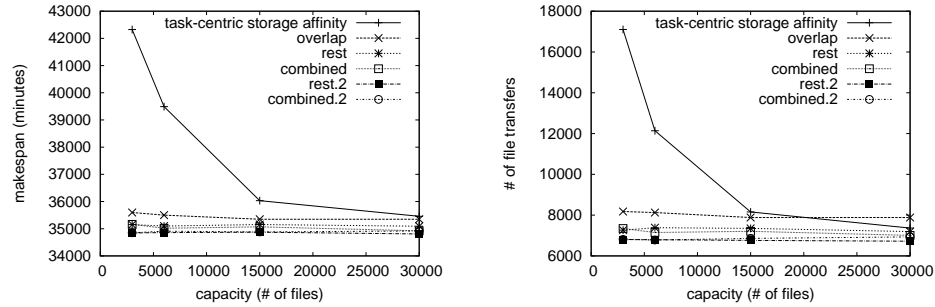 43000
42000
41000
40000
39000
38000
37000
36000
35000
34000
0 5000 10000 15000 20000 25000 30000
makespan (minutes)
capacity (# of files)
task-centric storage affinity
overlap
rest
combined
rest.2
combined.2
18000
16000
14000
12000
10000
8000
6000
0 5000 10000 15000 20000 25000 30000
# of file transfers
capacity (# of files)
task-centric storage affinity
overlap
rest
combined
rest.2
combined.2